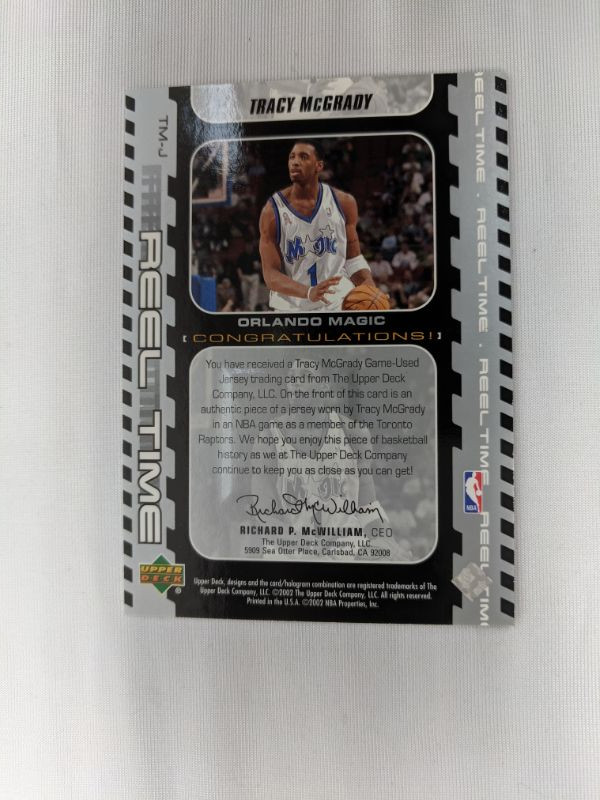 TRACY McGRADY
TM-J
REEL TIME
Magic
1
ORLANDO MAGIC
[CONGRATULATIONS!]
You have received a Tracy McGrady Game-Used
Jersey trading card from The Upper Deck
Company, LLC. On the front of this card is an
authentic piece of a jersey worn by Tracy McGrady
in an NBA game as a member of the Toronto
Raptors. We hope you enjoy this piece of basketball
history as we at The Upper Deck Company
continue to keep you as close as you can get!
Richard P. McWilliam
RICHARD P. McWILLIAM, CEO
The Upper Deck Company, LLC.
5909 Sea Otter Place, Carlsbad, CA 92008
UPPER
DECK
®
Upper Deck, designs and the card/hologram combination are registered trademarks of The
Upper Deck Company, LLC. ©2002 The Upper Deck Company, LLC. All rights reserved.
Printed in the U.S.A. ©2002 NBA Properties, Inc.
REEL TIME . REEL TIME . REEL TIME . REEL TIM
NBA